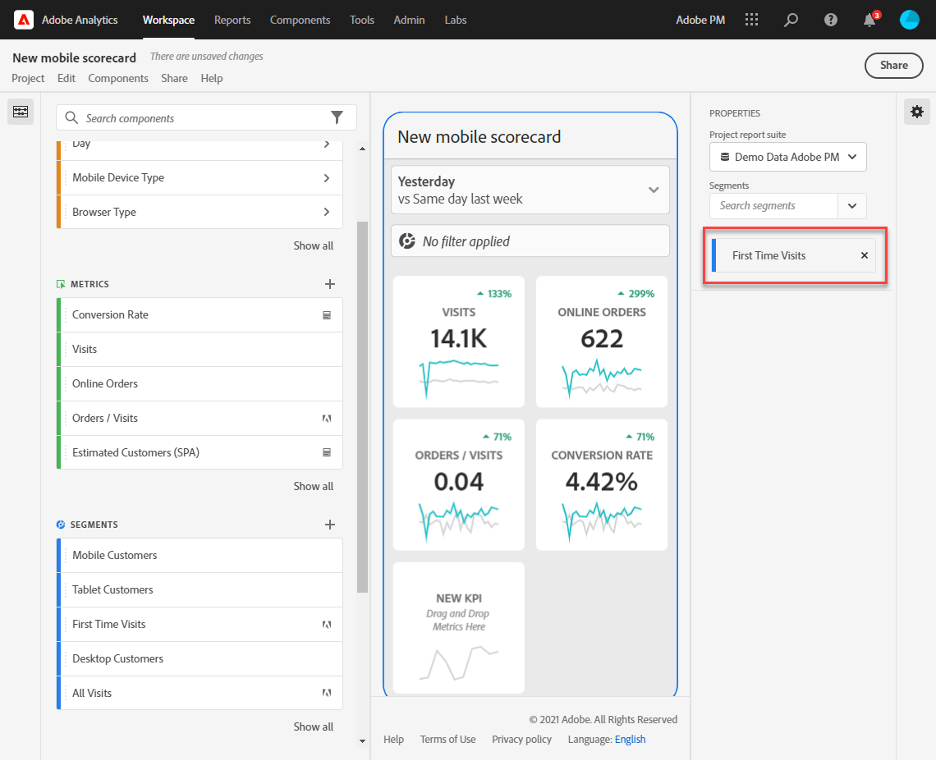 Adobe Analytics Workspace Reports Components Tools Admin Labs Adobe PM 3
New mobile scorecard There are unsaved changes
Project Edit Components Share Help
Share
Search components
Day
Mobile Device Type
Browser Type
Show all
METRICS
Conversion Rate
Visits
Online Orders
Orders / Visits
Estimated Customers (SPA)
Show all
SEGMENTS
Mobile Customers
Tablet Customers
First Time Visits
Desktop Customers
All Visits
Show all
New mobile scorecard
Yesterday
vs Same day last week
No filter applied
133%
VISITS
14.1K
299%
ONLINE ORDERS
622
71%
ORDERS / VISITS
0.04
71%
CONVERSION RATE
4.42%
NEW KPI
Drag and Drop
Metrics Here
© 2021 Adobe. All Rights Reserved
Help Terms of Use Privacy policy Language: English
PROPERTIES
Project report suite
Demo Data Adobe PM
Segments
Search segments
First Time Visits